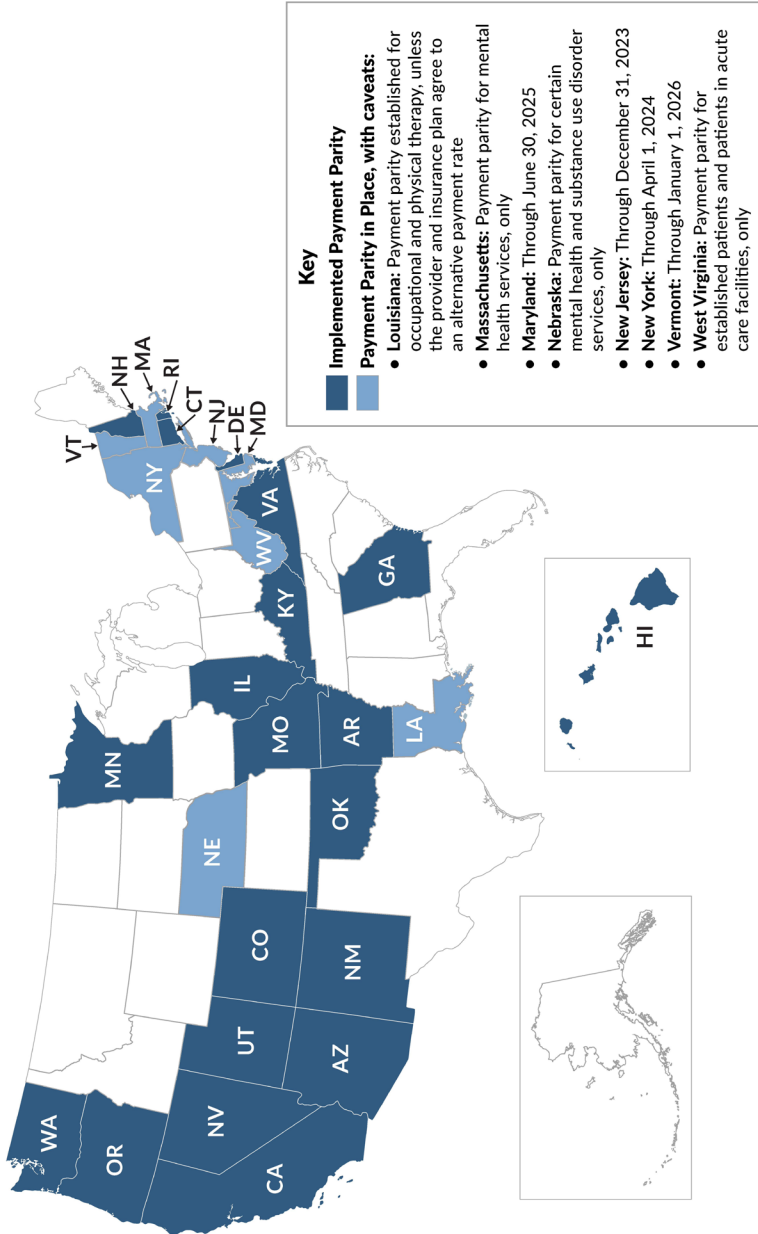 WA
OR
CA
NV
UT
AZ
CO
NM
NE
OK
MN
MO
AR
LA
IL
KY
GA
WV
VA
NY
VT
NH
MA
RI
CT
NJ
DE
MD
HI
Key
Implemented Payment Parity
Payment Parity in Place, with caveats:
• Louisiana: Payment parity established for
occupational and physical therapy, unless
the provider and insurance plan agree to
an alternative payment rate
• Massachusetts: Payment parity for mental
health services, only
• Maryland: Through June 30, 2025
• Nebraska: Payment parity for certain
mental health and substance use disorder
services, only
• New Jersey: Through December 31, 2023
• New York: Through April 1, 2024
• Vermont: Through January 1, 2026
• West Virginia: Payment parity for
established patients and patients in acute
care facilities, only